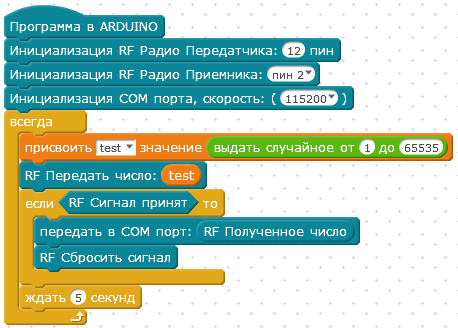 Программа в ARDUINO
Инициализация RF Радио Передатчика: 12 пин
Инициализация RF Радио Приемника: пин 2
Инициализация COM порта, скорость: ( 115200 )
всегда
присвоить test значение выдать случайное от 1 до 65535
RF Передать число: test
если RF Сигнал принят то
передать в COM порт: RF Полученное число
RF Сбросить сигнал
ждать 5 секунд